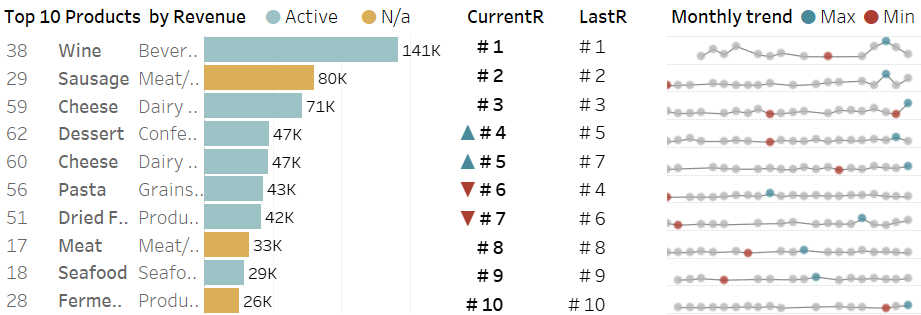 Top 10 Products by Revenue Active N/a CurrentR LastR Monthly trend Max Min
38 Wine Bever.. 141K # 1 # 1
29 Sausage Meat/.. 80K # 2 # 2
59 Cheese Dairy .. 71K # 3 # 3
62 Dessert Confe.. 47K ▲ # 4 # 5
60 Cheese Dairy .. 47K ▲ # 5 # 7
56 Pasta Grains.. 43K ▼ # 6 # 4
51 Dried F.. Produ.. 42K ▼ # 7 # 6
17 Meat Meat/.. 33K # 8 # 8
18 Seafood Seafo.. 29K # 9 # 9
28 Ferme.. Produ.. 26K # 10 # 10